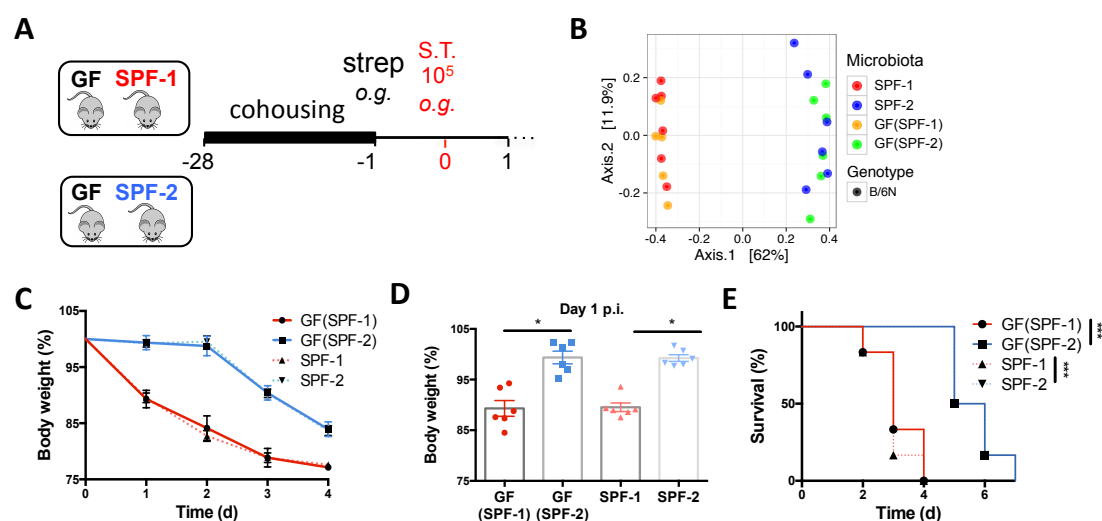 A
GF SPF-1
GF SPF-2
cohousing
strep
o.g.
S.T.
10⁵
o.g.
-28 -1 0 1
B
Axis.2 [11.9%]
0.2
0.0
-0.2
-0.4 -0.2 0.0 0.2 0.4
Axis.1 [62%]
Microbiota
SPF-1
SPF-2
GF(SPF-1)
GF(SPF-2)
Genotype
B/6N
C
Body weight (%)
105
95
85
75
0 1 2 3 4
Time (d)
GF(SPF-1)
GF(SPF-2)
SPF-1
SPF-2
D
Day 1 p.i.
* *
Body weight (%)
105
95
85
75
GF GF SPF-1 SPF-2
(SPF-1) (SPF-2)
E
Survival (%)
100
50
0
0 2 4 6
Time (d)
GF(SPF-1)
GF(SPF-2)
***
SPF-1
SPF-2
***